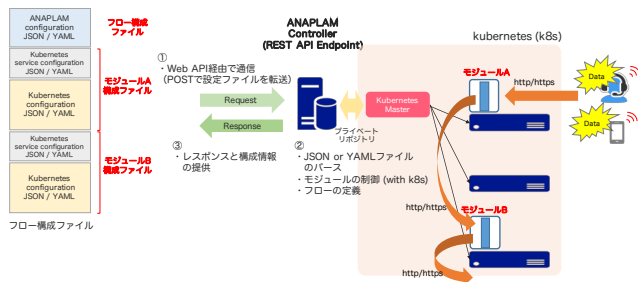 ANAPLAM
configuration
JSON / YAML
フロー構成
ファイル
Kubernetes
service configuration
JSON / YAML
モジュールA
構成ファイル
Kubernetes
configuration
JSON / YAML
Kubernetes
service configuration
JSON / YAML
モジュールB
構成ファイル
Kubernetes
configuration
JSON / YAML
フロー構成ファイル
①
・Web API経由で通信
(POSTで設定ファイルを転送)
Request
Response
③
・レスポンスと構成情報
の提供
ANAPLAM
Controller
(REST API Endpoint)
プライベート
リポジトリ
②
・JSON or YAMLファイル
のパース
・モジュールの制御 (with k8s)
・フローの定義
kubernetes (k8s)
Kubernetes
Master
モジュールA
http/https
Data
Data
http/https
モジュールB
http/https